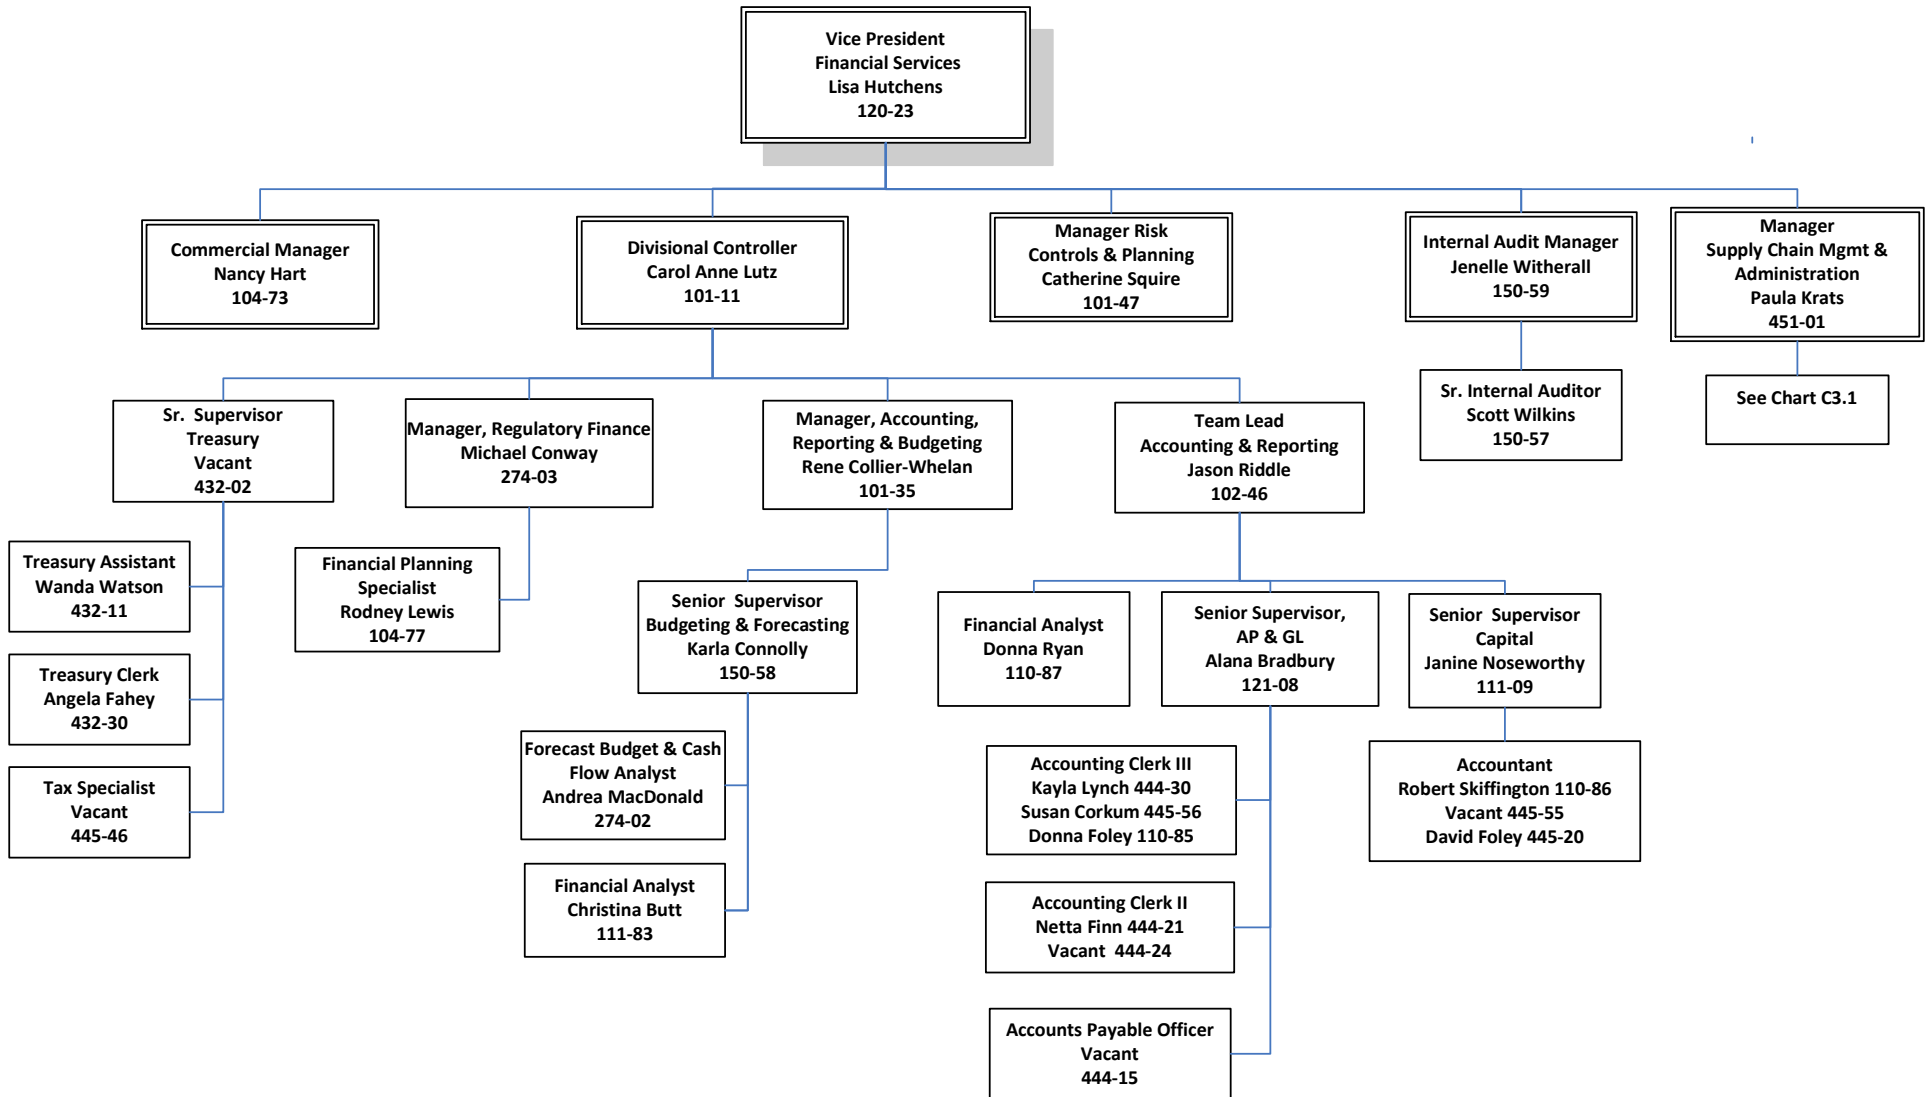 Vice President
Financial Services
Lisa Hutchens
120-23
Commercial Manager
Nancy Hart
104-73
Divisional Controller
Carol Anne Lutz
101-11
Manager Risk
Controls & Planning
Catherine Squire
101-47
Internal Audit Manager
Jenelle Witherall
150-59
Manager
Supply Chain Mgmt &
Administration
Paula Krats
451-01
Sr. Supervisor
Treasury
Vacant
432-02
Manager, Regulatory Finance
Michael Conway
274-03
Manager, Accounting,
Reporting & Budgeting
Rene Collier-Whelan
101-35
Team Lead
Accounting & Reporting
Jason Riddle
102-46
Sr. Internal Auditor
Scott Wilkins
150-57
See Chart C3.1
Treasury Assistant
Wanda Watson
432-11
Financial Planning
Specialist
Rodney Lewis
104-77
Senior Supervisor
Budgeting & Forecasting
Karla Connolly
150-58
Financial Analyst
Donna Ryan
110-87
Senior Supervisor,
AP & GL
Alana Bradbury
121-08
Senior Supervisor
Capital
Janine Noseworthy
111-09
Treasury Clerk
Angela Fahey
432-30
Forecast Budget & Cash
Flow Analyst
Andrea MacDonald
274-02
Accounting Clerk III
Kayla Lynch 444-30
Susan Corkum 445-56
Donna Foley 110-85
Accountant
Robert Skiffington 110-86
Vacant 445-55
David Foley 445-20
Tax Specialist
Vacant
445-46
Financial Analyst
Christina Butt
111-83
Accounting Clerk II
Netta Finn 444-21
Vacant 444-24
Accounts Payable Officer
Vacant
444-15